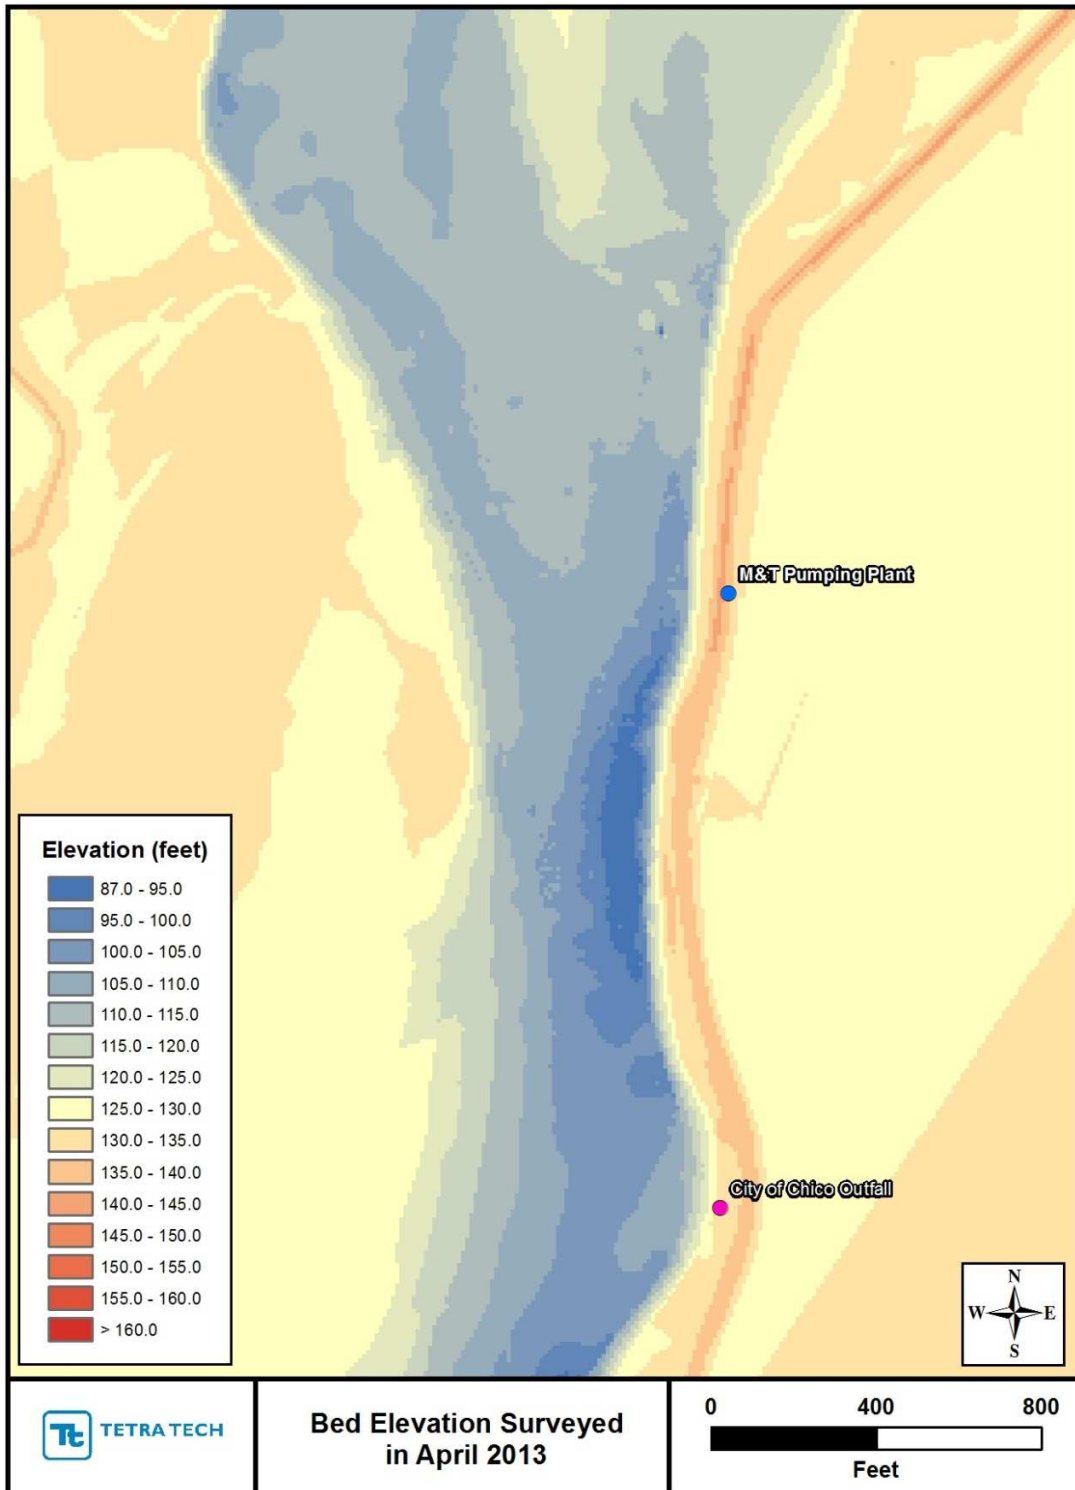 M&T Pumping Plant
Elevation (feet)
87.0 - 95.0
95.0 - 100.0
100.0 - 105.0
105.0 - 110.0
110.0 - 115.0
115.0 - 120.0
120.0 - 125.0
125.0 - 130.0
130.0 - 135.0
135.0 - 140.0
140.0 - 145.0
145.0 - 150.0
150.0 - 155.0
155.0 - 160.0
> 160.0
City of Chico Outfall
N
W E
S
Tt TETRA TECH
Bed Elevation Surveyed
in April 2013
0 400 800
Feet